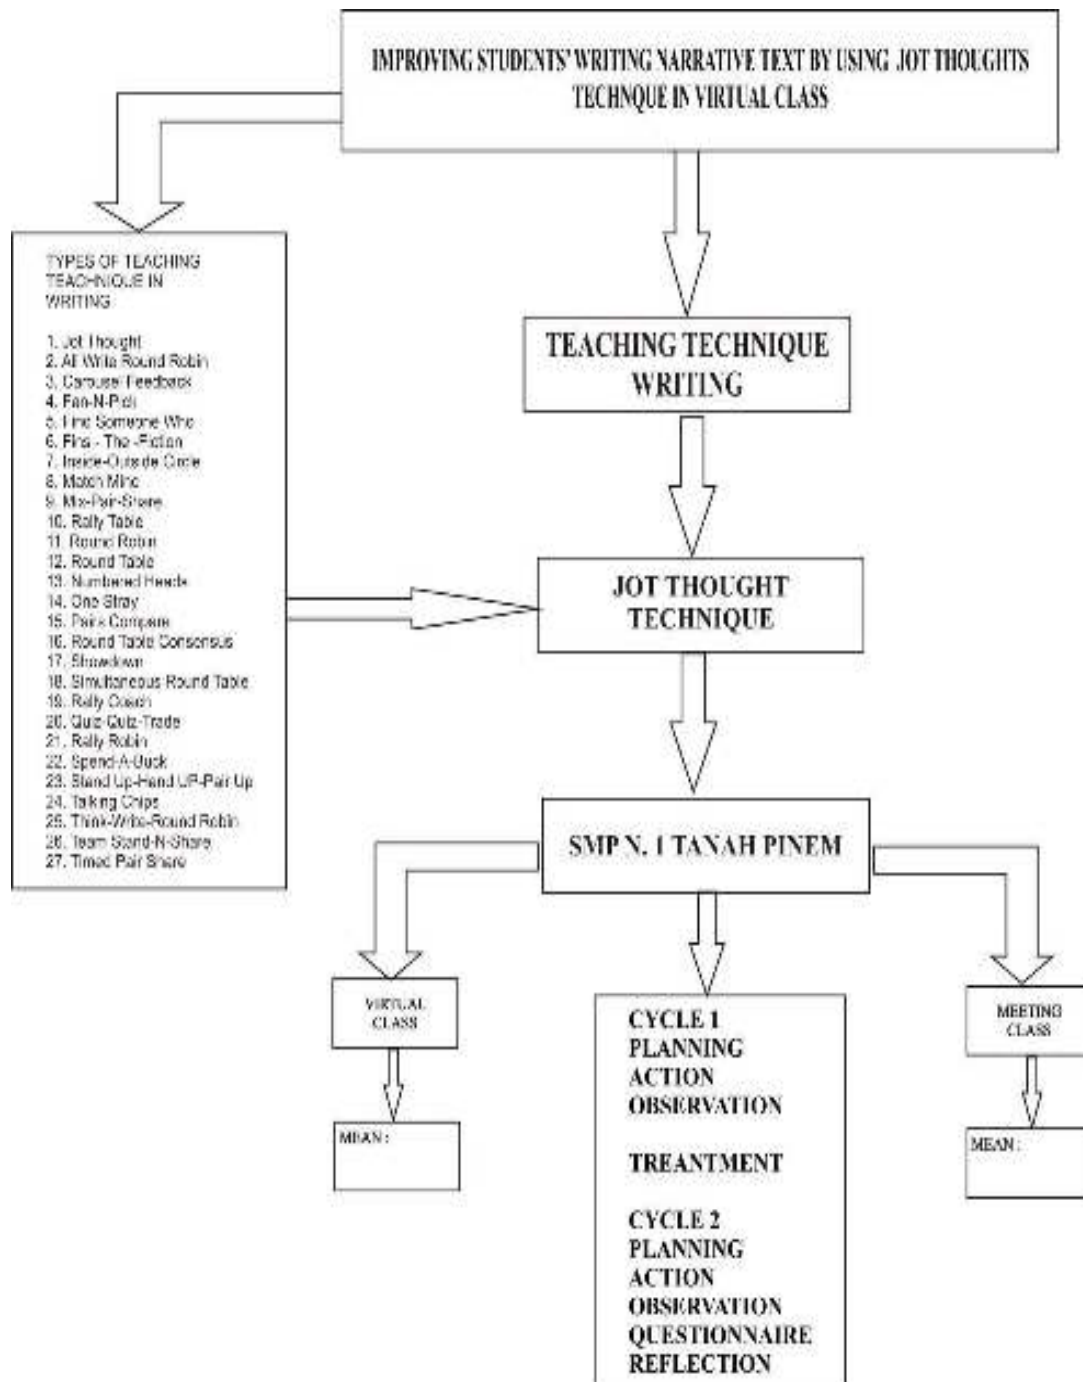 IMPROVING STUDENTS' WRITING NARRATIVE TEXT BY USING JOT THOUGHTS
TECHNQUE IN VIRTUAL CLASS
TYPES OF TEACHING
TEACHNIQUE IN
WRITING
1. Jot Thought
2. All Write Round Robin
3. Carousel Feedback
4. Fan-N-Pick
5. Find Someone Who
6. Fins - The -Fiction
7. Inside-Outside Circle
8. Match Mine
9. Mix-Pair-Share
10. Rally Table
11. Round Robin
12. Round Table
13. Numbered Heads
14. One Stray
15. Pairs Compare
16. Round Table Consensus
17. Showdown
18. Simultaneous Round Table
19. Rally Coach
20. Quiz-Quiz-Trade
21. Rally Robin
22. Spend-A-Buck
23. Stand Up-Hand UP-Pair Up
24. Talking Chips
25. Think-Write-Round Robin
26. Team Stand-N-Share
27. Timed Pair Share
TEACHING TECHNIQUE
WRITING
JOT THOUGHT
TECHNIQUE
SMP N. 1 TANAH PINEM
VIRTUAL
CLASS
MEAN :
CYCLE 1
PLANNING
ACTION
OBSERVATION
TREANTMENT
CYCLE 2
PLANNING
ACTION
OBSERVATION
QUESTIONNAIRE
REFLECTION
MEETING
CLASS
MEAN :